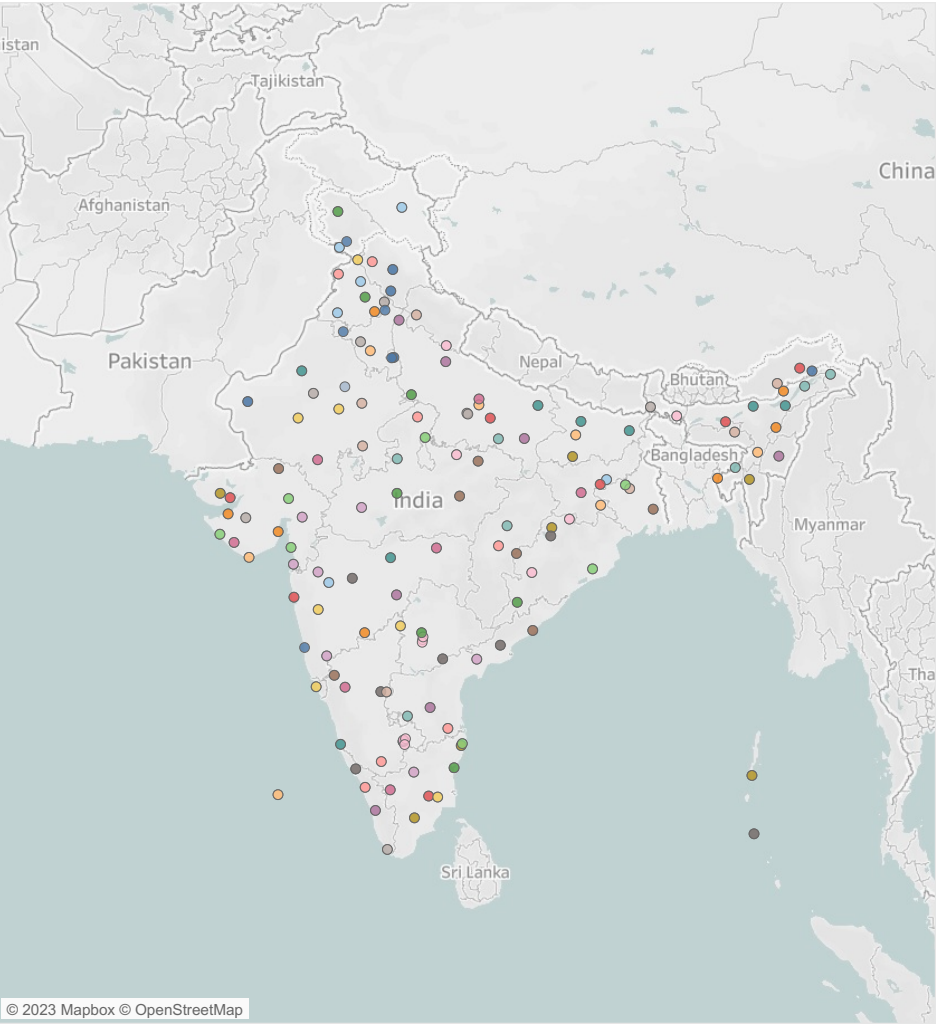 istan
Tajikistan
China
Afghanistan
Pakistan
Nepal
Bhutan
Bangladesh
India
Myanmar
Tha
Sri Lanka
© 2023 Mapbox © OpenStreetMap